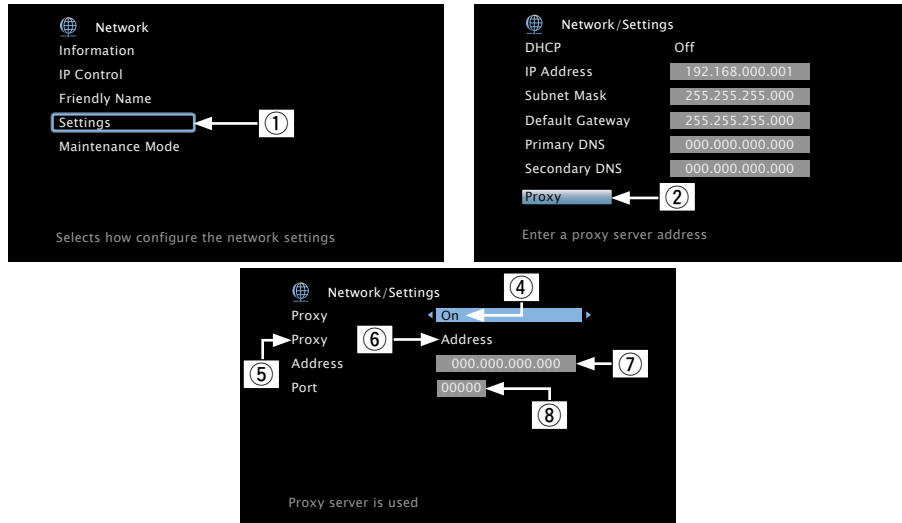 Network
Information
IP Control
Friendly Name
Settings
①
Maintenance Mode
Selects how configure the network settings
Network/Settings
DHCP Off
IP Address 192.168.000.001
Subnet Mask 255.255.255.000
Default Gateway 255.255.255.000
Primary DNS 000.000.000.000
Secondary DNS 000.000.000.000
Proxy
②
Enter a proxy server address
Network/Settings
④
Proxy On
⑤
Proxy ⑥ Address
Address 000.000.000.000 ⑦
Port 00000
⑧
Proxy server is used